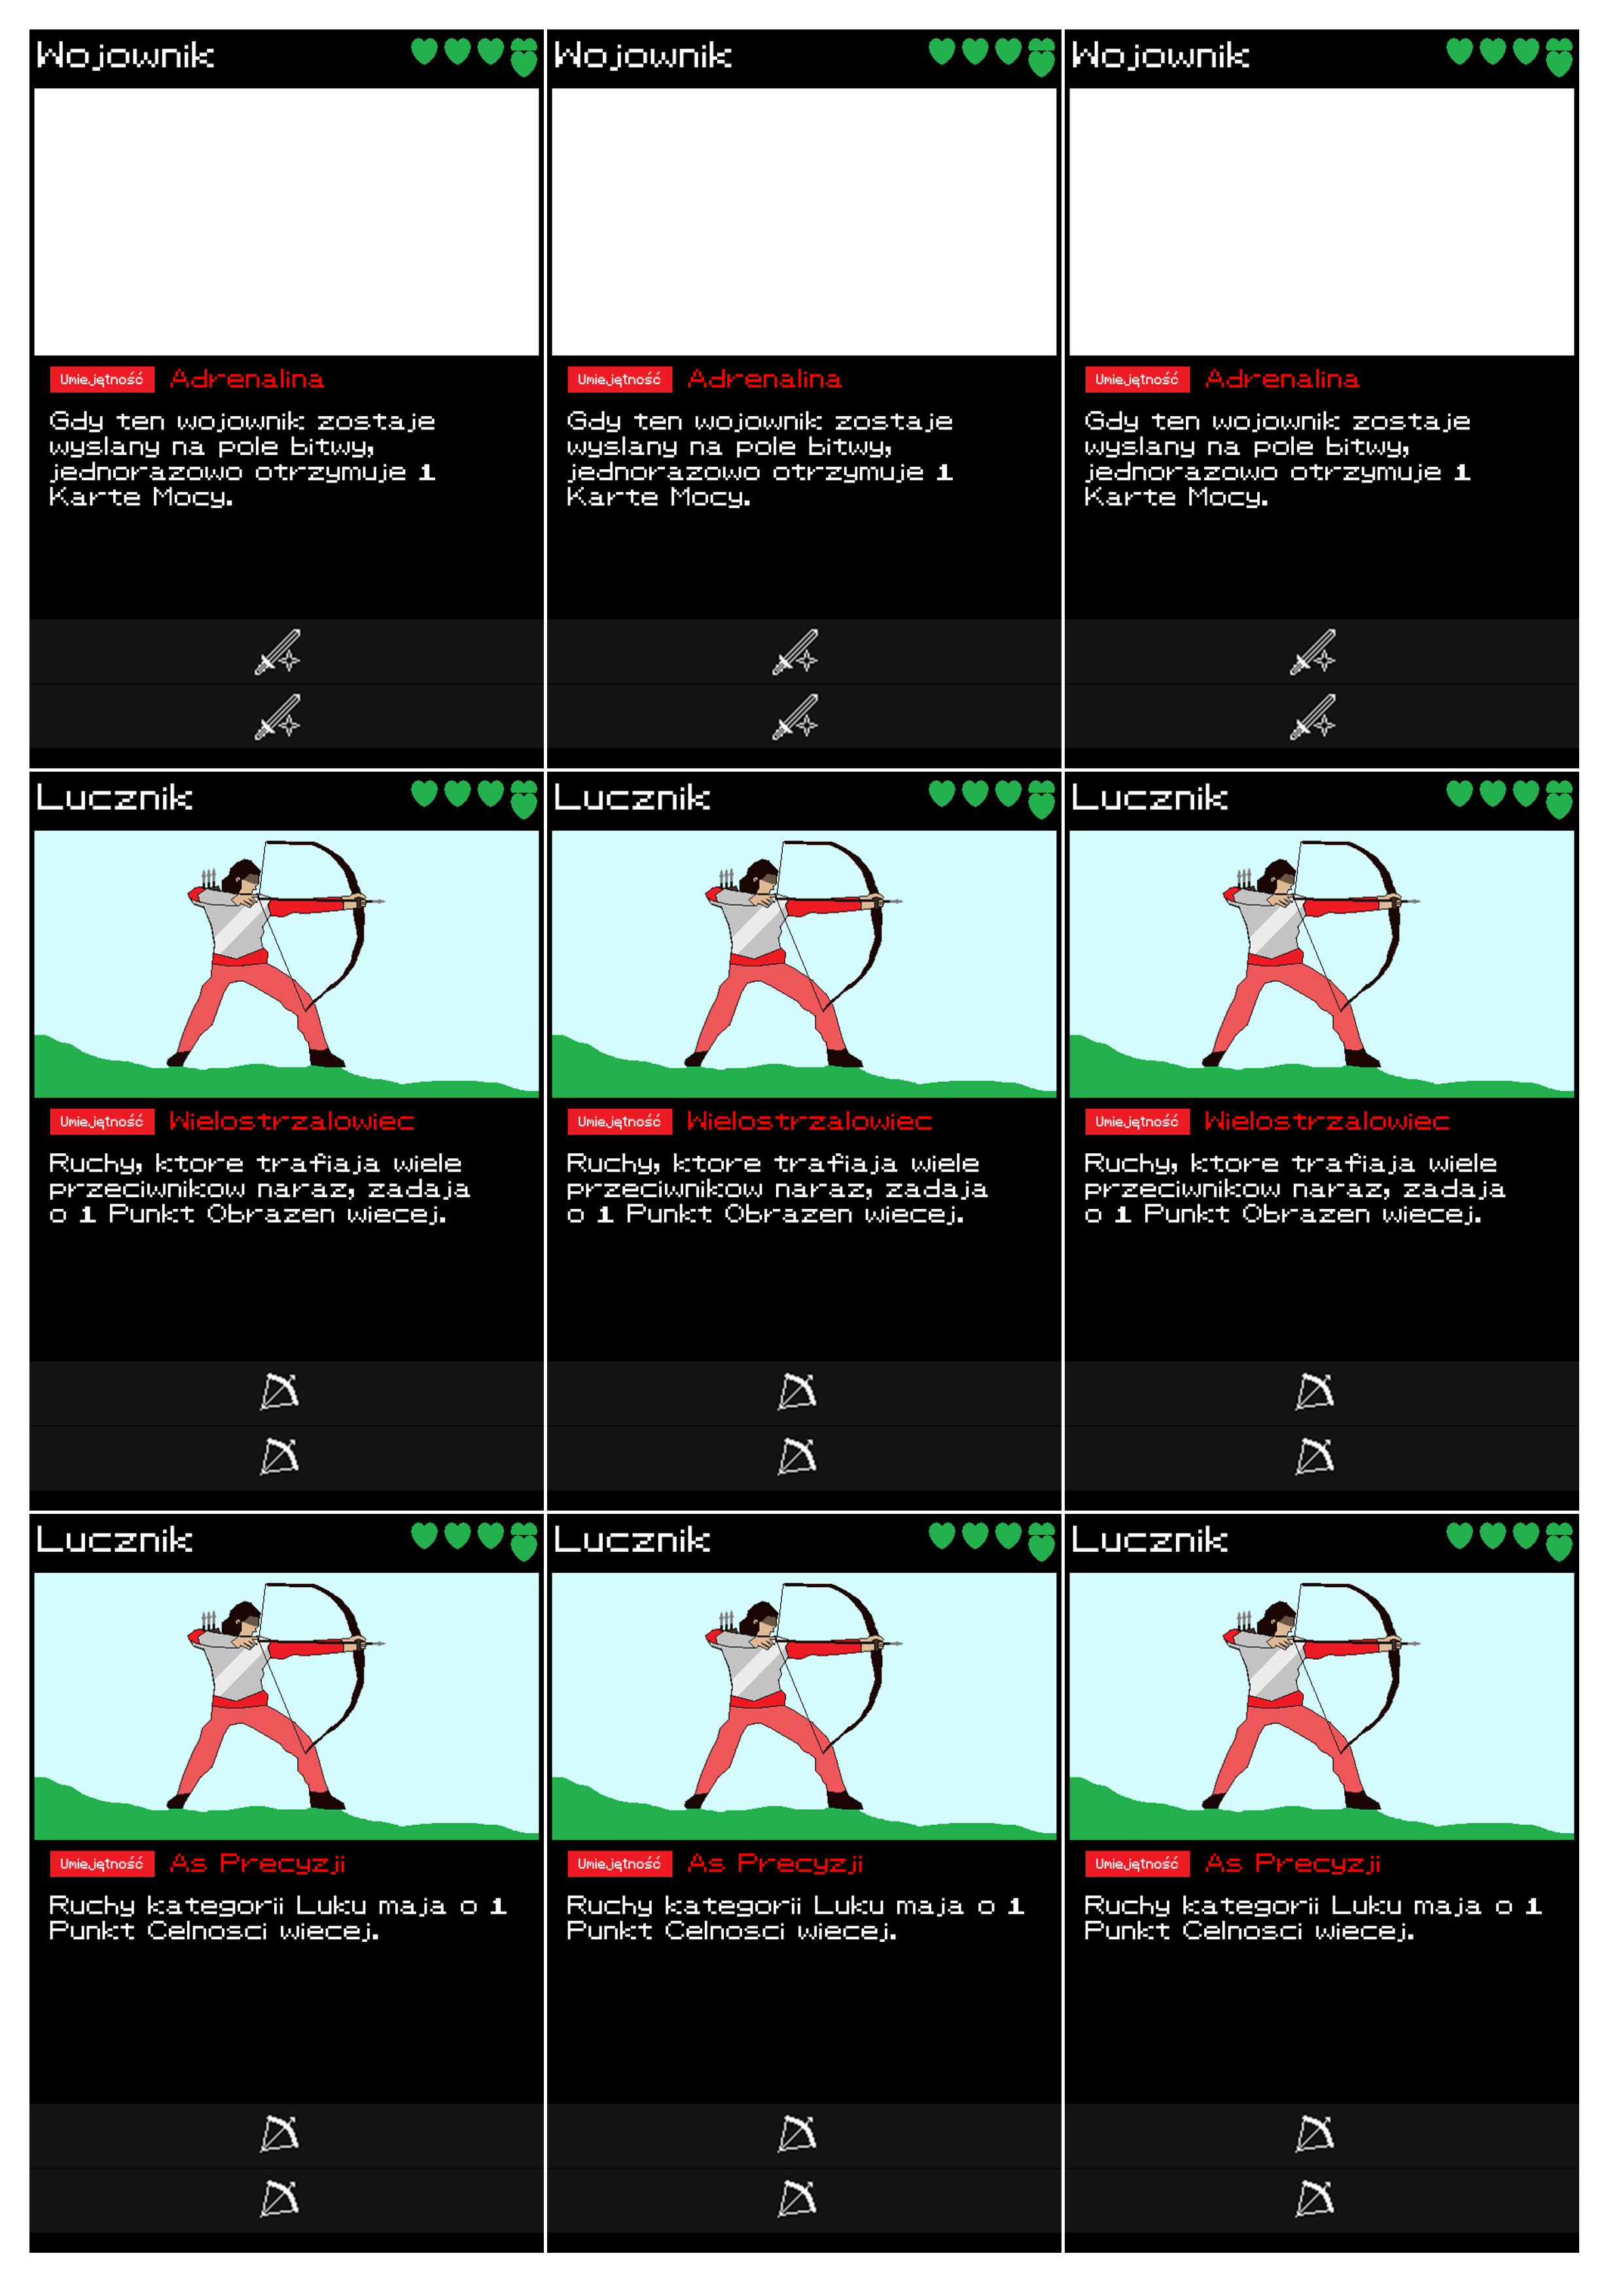 Wojownik
Umiejętność Adrenalina
Gdy ten wojownik zostaje
wyslany na pole bitwy,
jednorazowo otrzymuje 1
Karte Mocy.
Wojownik
Umiejętność Adrenalina
Gdy ten wojownik zostaje
wyslany na pole bitwy,
jednorazowo otrzymuje 1
Karte Mocy.
Wojownik
Umiejętność Adrenalina
Gdy ten wojownik zostaje
wyslany na pole bitwy,
jednorazowo otrzymuje 1
Karte Mocy.
Lucznik
Umiejętność Wielostrzalowiec
Ruchy, ktore trafiaja wiele
przeciwnikow naraz, zadaja
o 1 Punkt Obrazen wiecej.
Lucznik
Umiejętność Wielostrzalowiec
Ruchy, ktore trafiaja wiele
przeciwnikow naraz, zadaja
o 1 Punkt Obrazen wiecej.
Lucznik
Umiejętność Wielostrzalowiec
Ruchy, ktore trafiaja wiele
przeciwnikow naraz, zadaja
o 1 Punkt Obrazen wiecej.
Lucznik
Umiejętność As Precyzji
Ruchy kategorii Luku maja o 1
Punkt Celnosci wiecej.
Lucznik
Umiejętność As Precyzji
Ruchy kategorii Luku maja o 1
Punkt Celnosci wiecej.
Lucznik
Umiejętność As Precyzji
Ruchy kategorii Luku maja o 1
Punkt Celnosci wiecej.